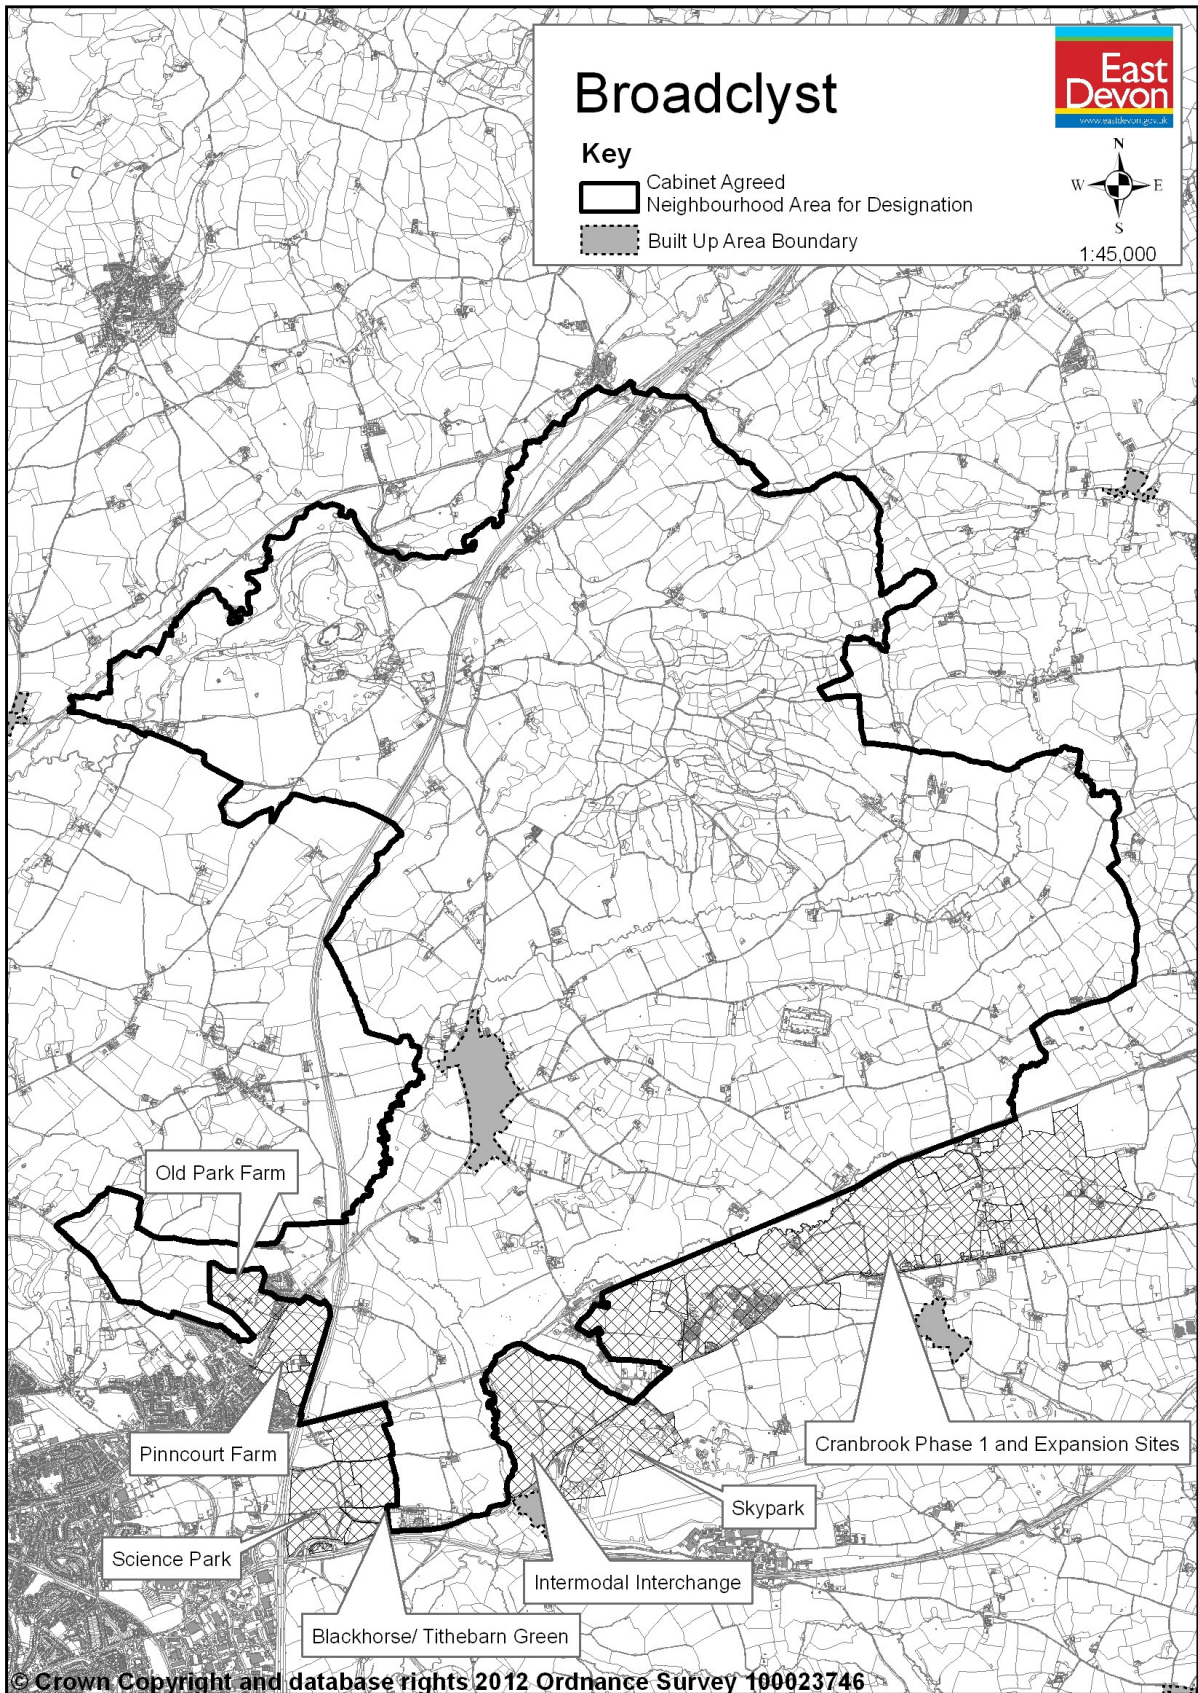 Broadclyst
East
Devon
www.eastdevon.gov.uk
Key
Cabinet Agreed
Neighbourhood Area for Designation
Built Up Area Boundary
N
W E
S
1:45,000
Old Park Farm
Pinncourt Farm
Cranbrook Phase 1 and Expansion Sites
Skypark
Science Park
Intermodal Interchange
Blackhorse/ Tithebarn Green
© Crown Copyright and database rights 2012 Ordnance Survey 100023746